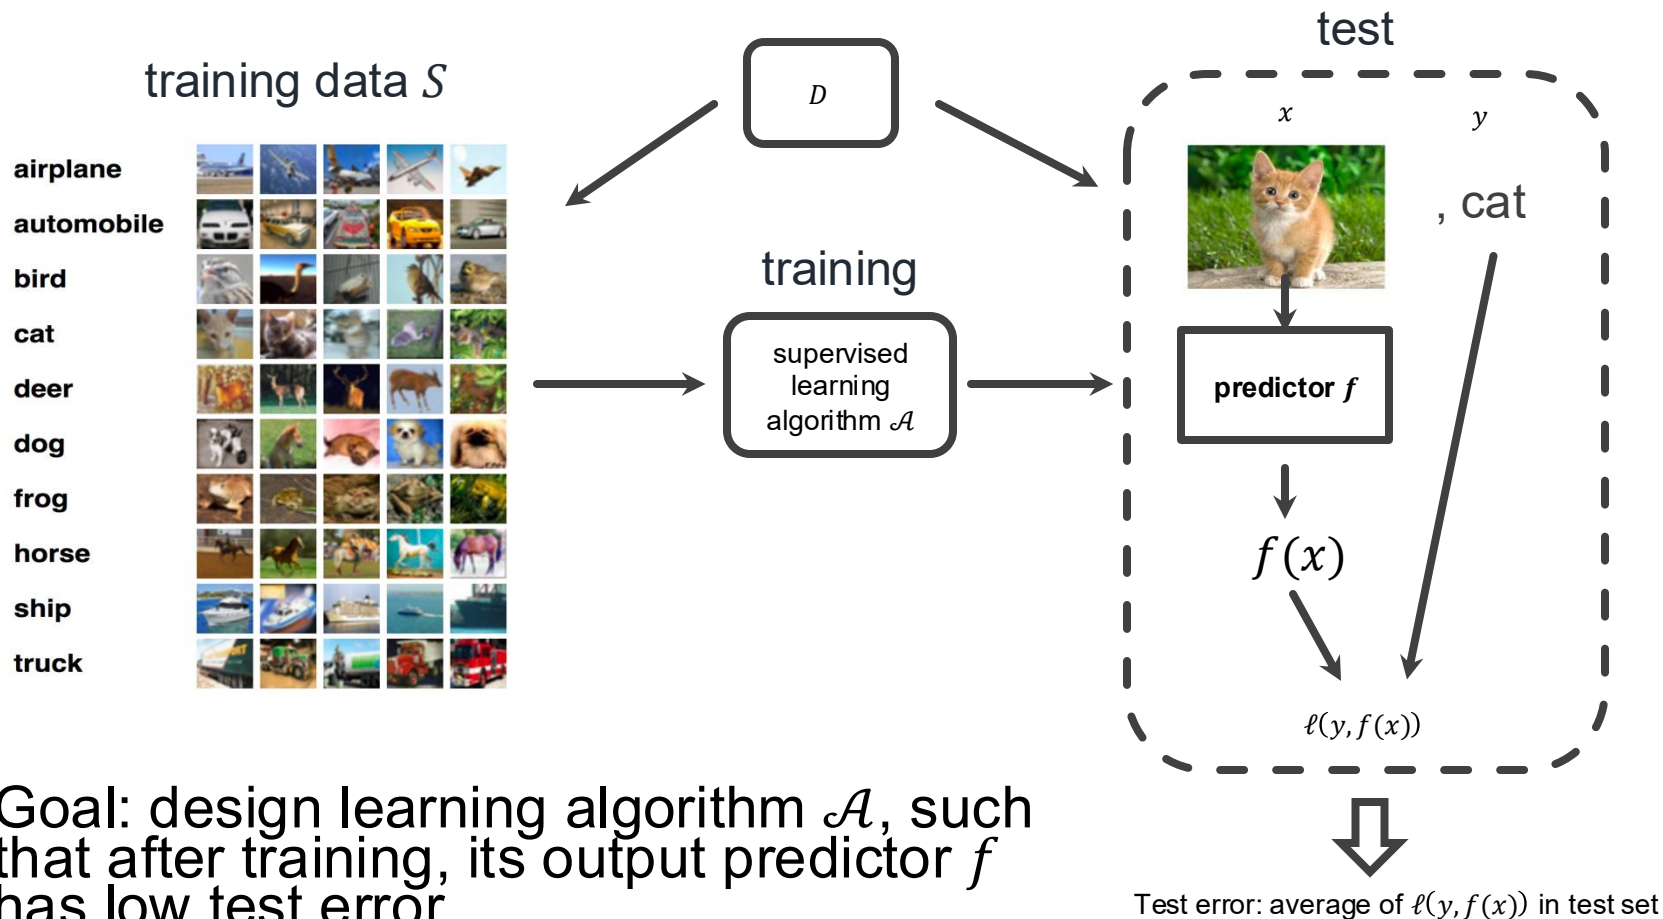 training data S
airplane
automobile
bird
cat
deer
dog
frog
horse
ship
truck
D
training
supervised
learning
algorithm 𝒜
test
x
y
, cat
predictor f
f(x)
ℓ(y, f(x))
Goal: design learning algorithm 𝒜, such
that after training, its output predictor f
has low test error
Test error: average of ℓ(y, f(x)) in test set